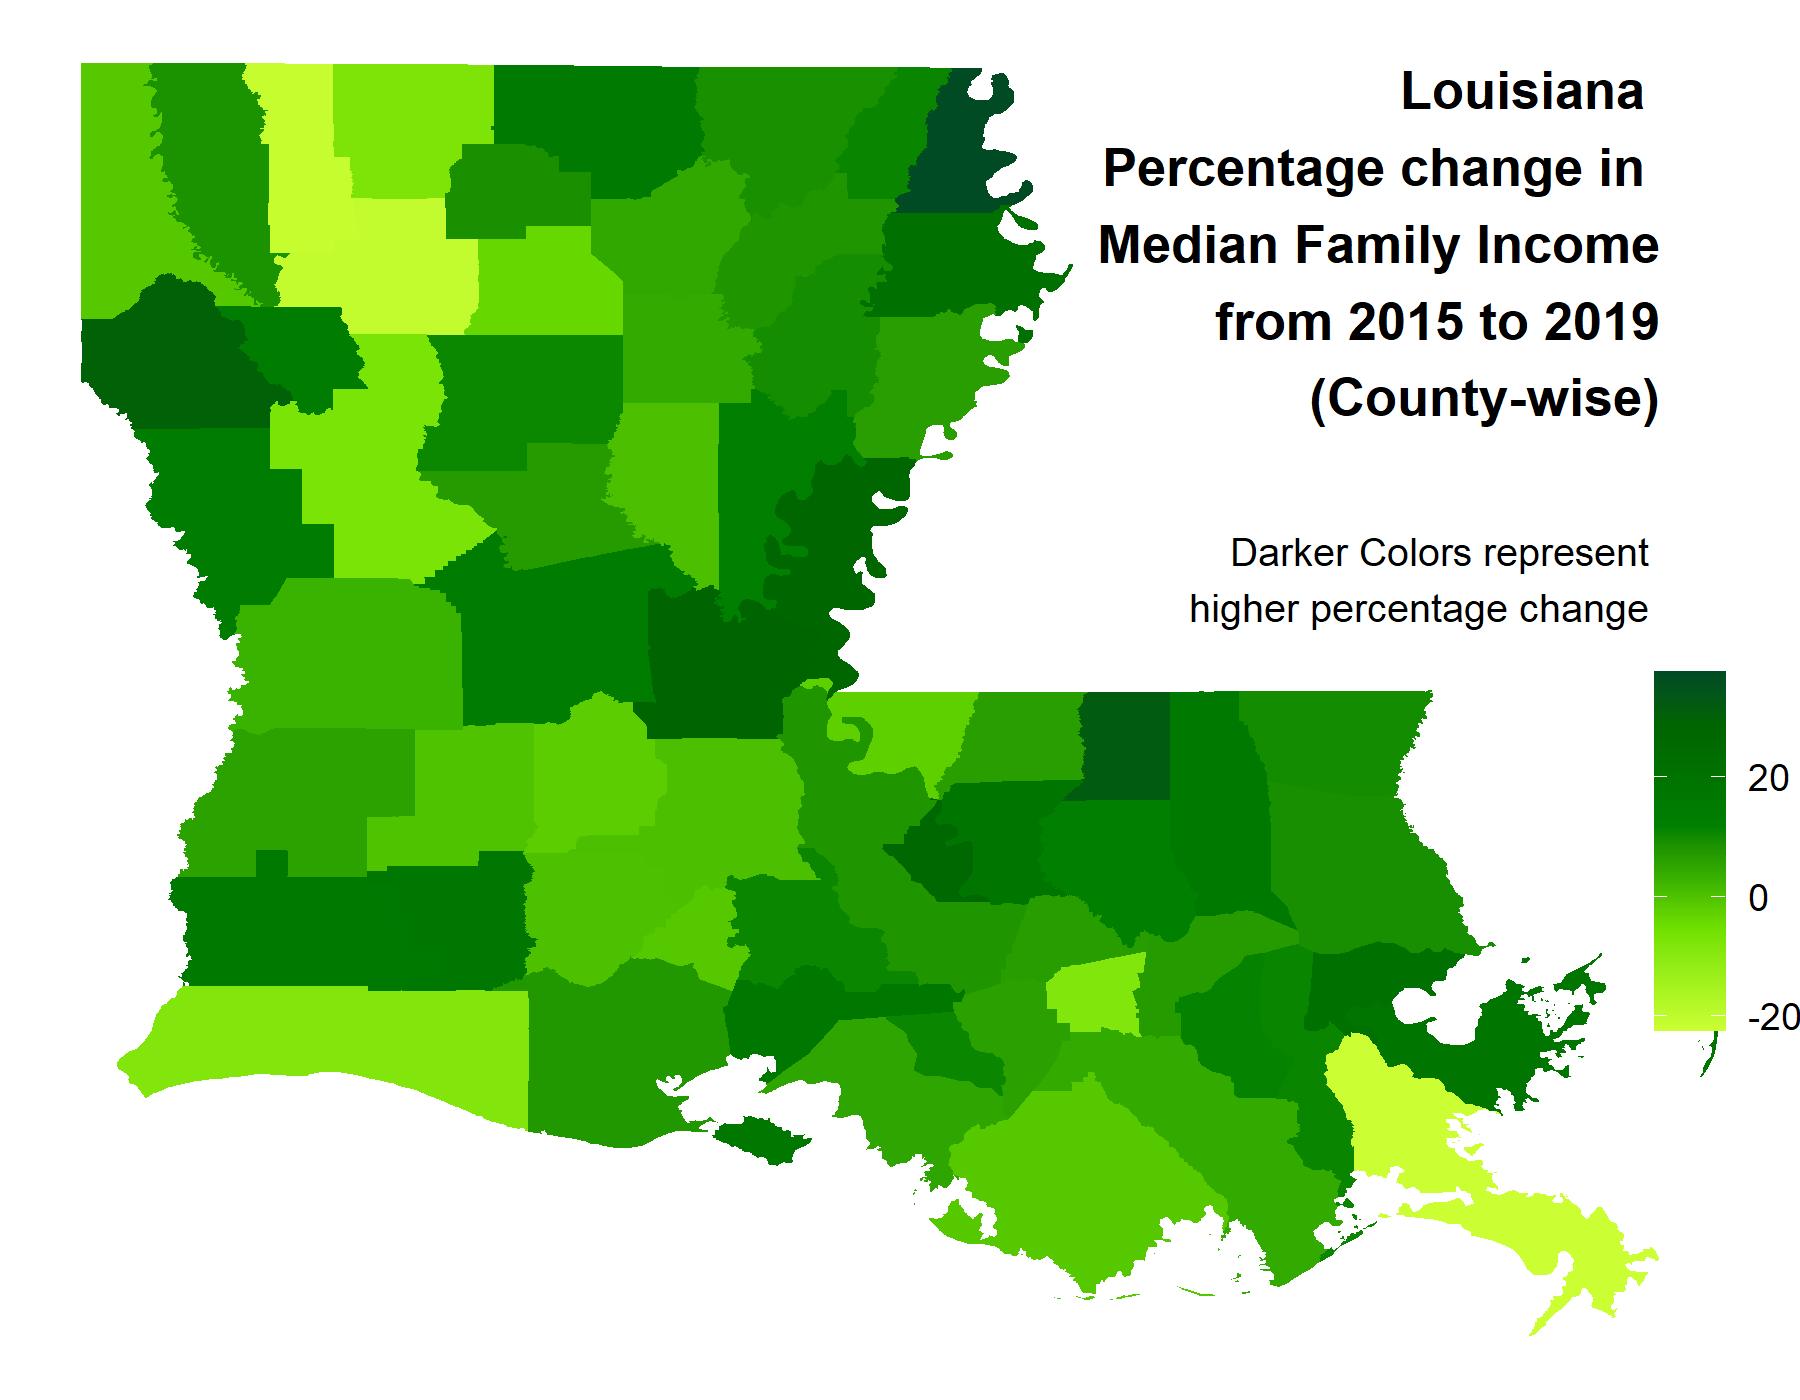 Louisiana
Percentage change in
Median Family Income
from 2015 to 2019
(County-wise)
Darker Colors represent
higher percentage change
20
0
-20